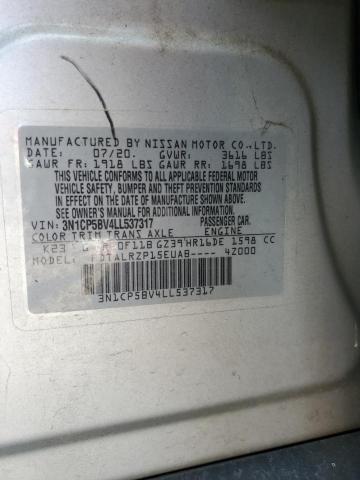 MANUFACTURED BY NISSAN MOTOR CO.,LTD.
DATE: 07/20. GVWR: 3616 LBS
GAWR FR: 1918 LBS GAWR RR: 1698 LBS
THIS VEHICLE CONFORMS TO ALL APPLICABLE FEDERAL MOTOR
VEHICLE SAFETY, BUMPER AND THEFT PREVENTION STANDARDS
IN EFFECT ON THE DATE OF MANUFACTURE SHOWN ABOVE.
SEE OWNER'S MANUAL FOR ADDITIONAL INFORMATION.
VIN: 3N1CP5BV4LL537317 PASSENGER CAR
COLOR TRIM TRANS AXLE ENGINE
K23 G RE0F11B GZ39 HR16DE 1598 CC
MODEL: FDTALRZP15EUAB---- 4Z000
3N1CP5BV4LL537317